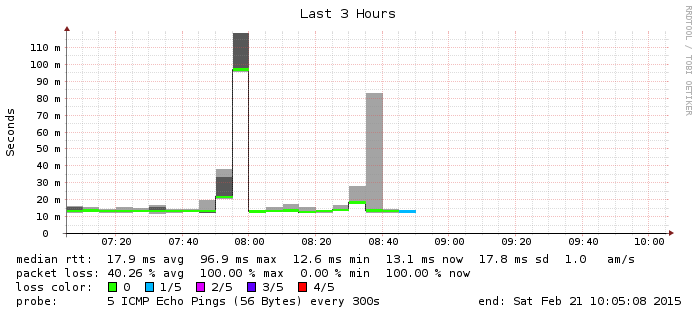 Last 3 Hours
RRDTOOL / TOBI OETIKER
Seconds
110 m
100 m
90 m
80 m
70 m
60 m
50 m
40 m
30 m
20 m
10 m
0
07:20 07:40 08:00 08:20 08:40 09:00 09:20 09:40 10:00
median rtt: 17.9 ms avg 96.9 ms max 12.6 ms min 13.1 ms now 17.8 ms sd 1.0 am/s
packet loss: 40.26 % avg 100.00 % max 0.00 % min 100.00 % now
loss color: 0 1/5 2/5 3/5 4/5
probe: 5 ICMP Echo Pings (56 Bytes) every 300s end: Sat Feb 21 10:05:08 2015